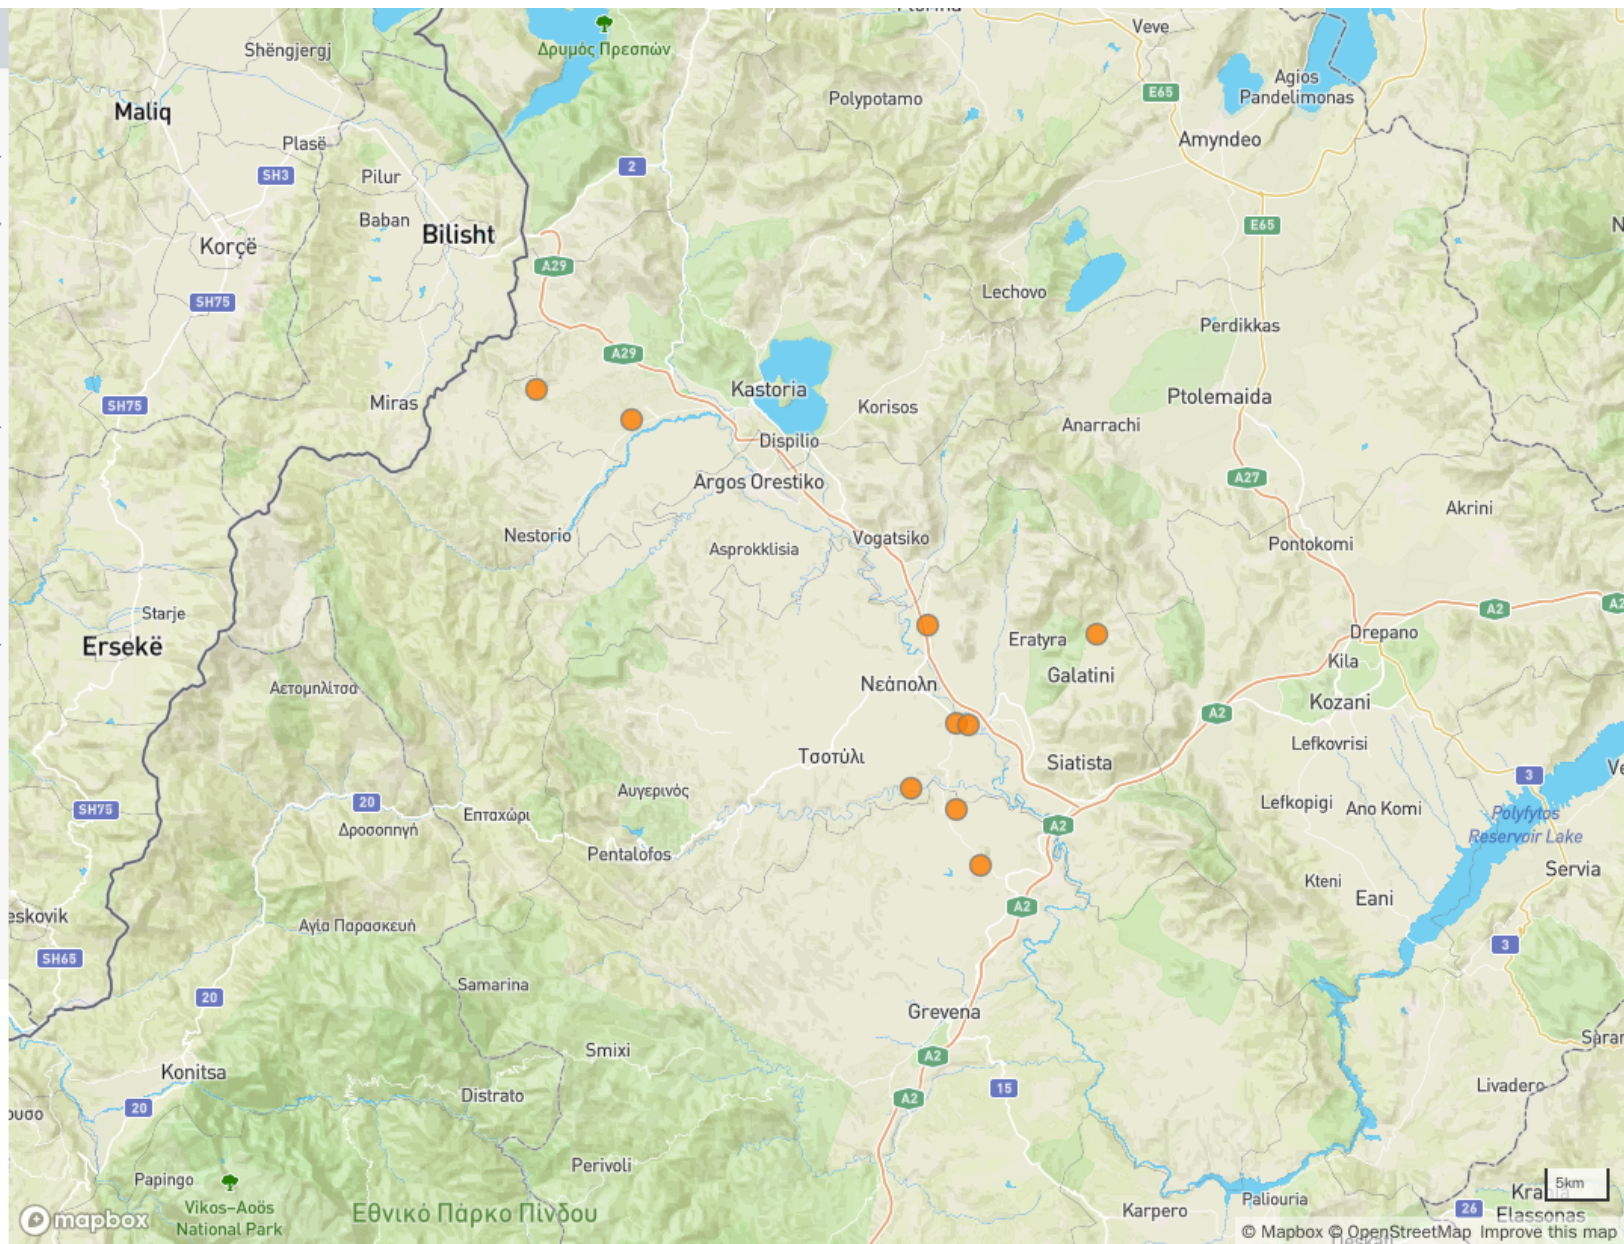 Veve
Shëngjergj
Δρυμός Πρεσπών
Agios
Pandelimonas
E65
Polypotamo
Maliq
Amyndeo
Plasë
2
SH3
Pilur
Baban
Bilisht
E65
Korçë
A29
Lechovo
SH75
Perdikkas
A29
Kastoria
Ptolemaida
SH75
Miras
Korisos
Anarrachi
Dispilio
Argos Orestiko
A27
Akrini
Nestorio
Vogatsiko
Asprokklisia
Pontokomi
Starje
A2
Ersekë
Eratyra
Drepano
Kila
Αετομηλίτσα
Νεάπολη
Galatini
Kozani
A2
Lefkovrisi
Τσοτύλι
Siatista
3
Αυγερινός
Lefkopigi
Ano Komi
SH75
20
Επταχώρι
Δροσοπηγή
A2
Polyfytos
Reservoir Lake
Pentalofos
Servia
Kteni
Eani
A2
eskovik
Αγία Παρασκευή
3
SH65
Samarina
20
Grevena
Smixi
A2
Konitsa
Livadero
15
Distrato
A2
20
Perivoli
Papingo
Vikos-Aoös
National Park
Εθνικό Πάρκο Πίνδου
5km
Paliouria
Karpero
26
Elassonas
mapbox
© Mapbox © OpenStreetMap Improve this map